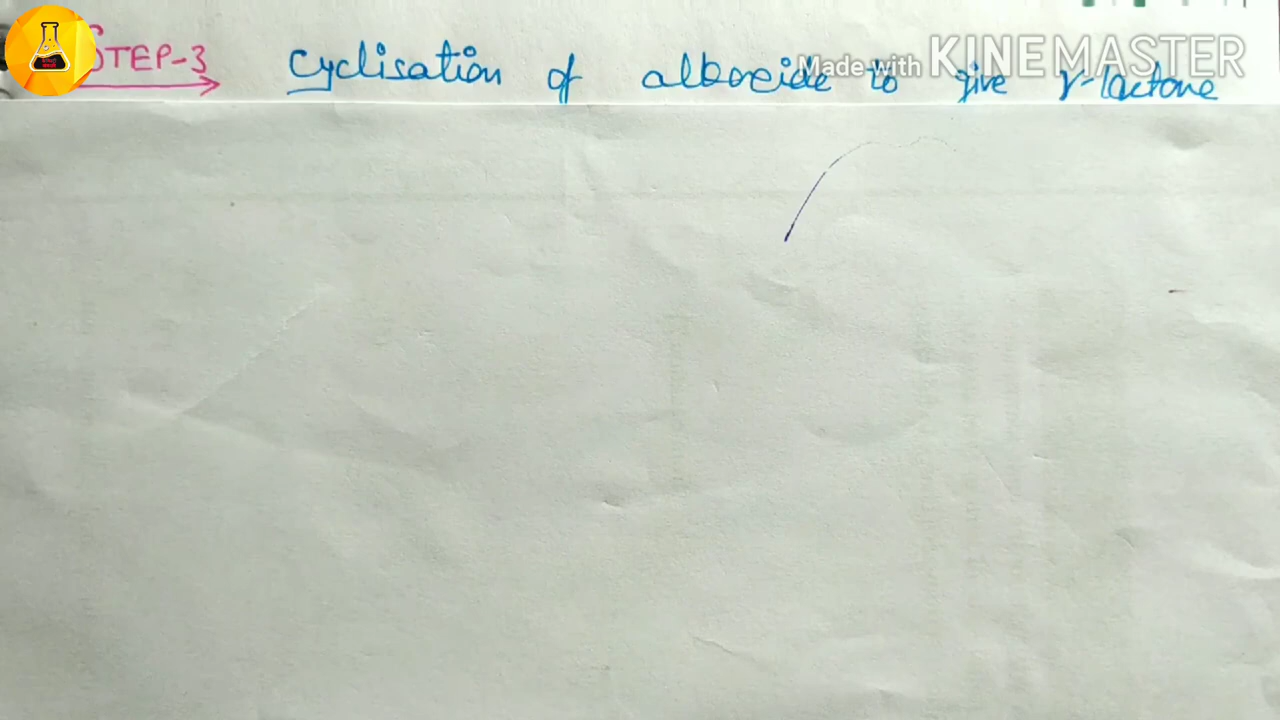 STEP-3 Cyclisation of alkoxide to give γ-lactone
Made with KINEMASTER